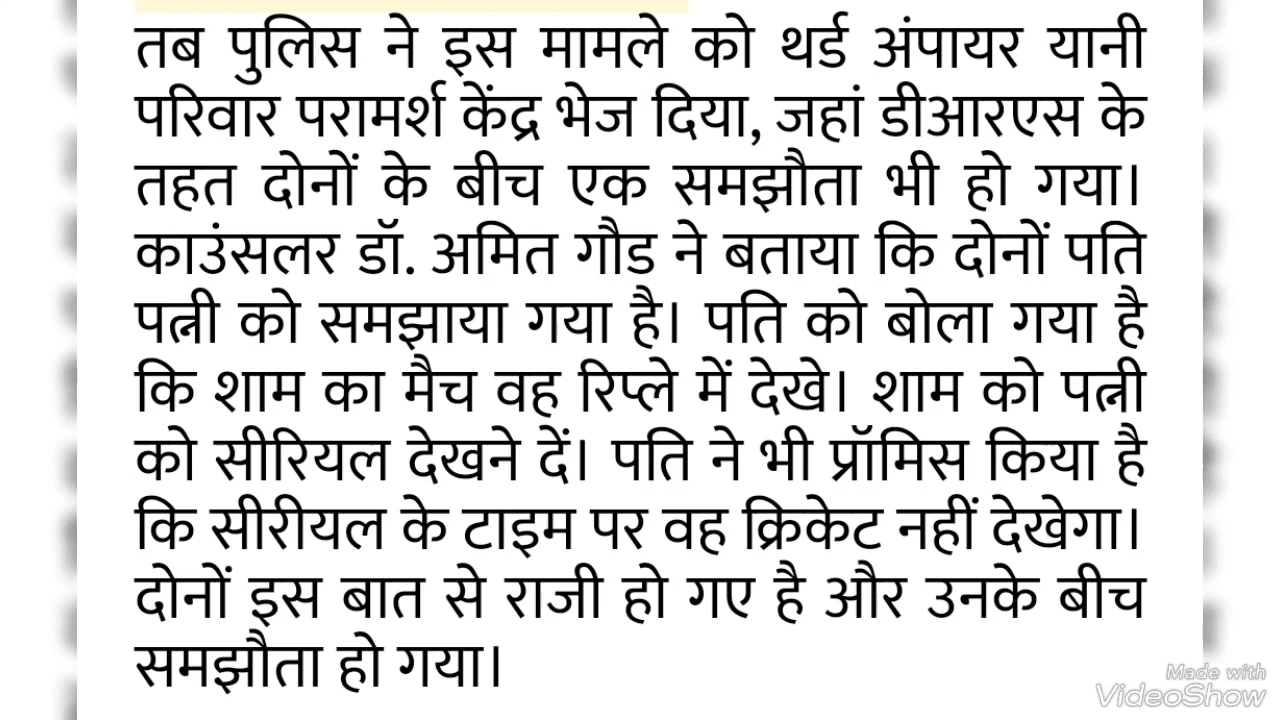 तब पुलिस ने इस मामले को थर्ड अंपायर यानी
परिवार परामर्श केंद्र भेज दिया, जहां डीआरएस के
तहत दोनों के बीच एक समझौता भी हो गया।
काउंसलर डॉ. अमित गौड ने बताया कि दोनों पति
पत्नी को समझाया गया है। पति को बोला गया है
कि शाम का मैच वह रिप्ले में देखे। शाम को पत्नी
को सीरियल देखने दें। पति ने भी प्रॉमिस किया है
कि सीरीयल के टाइम पर वह क्रिकेट नहीं देखेगा।
दोनों इस बात से राजी हो गए है और उनके बीच
समझौता हो गया।
Made with
VideoShow